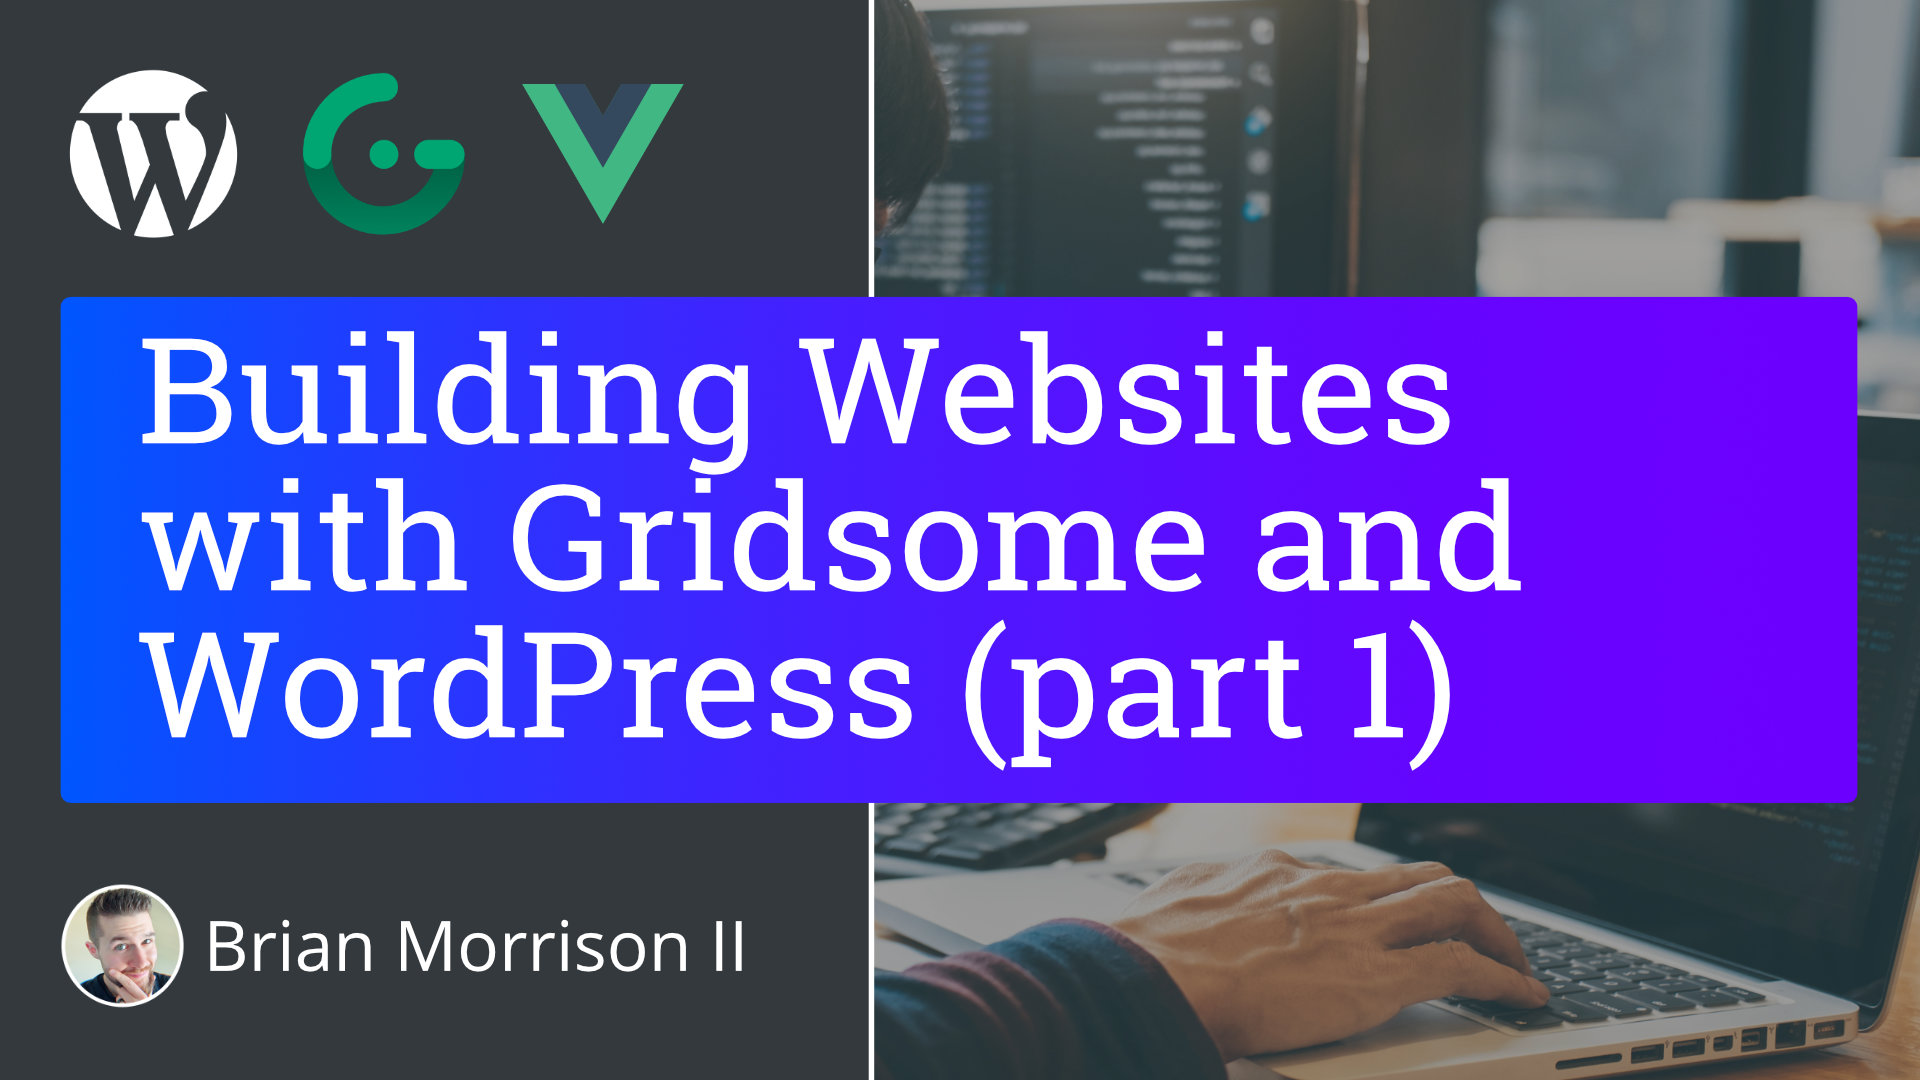 Building Websites
with Gridsome and
WordPress (part 1)
Brian Morrison II